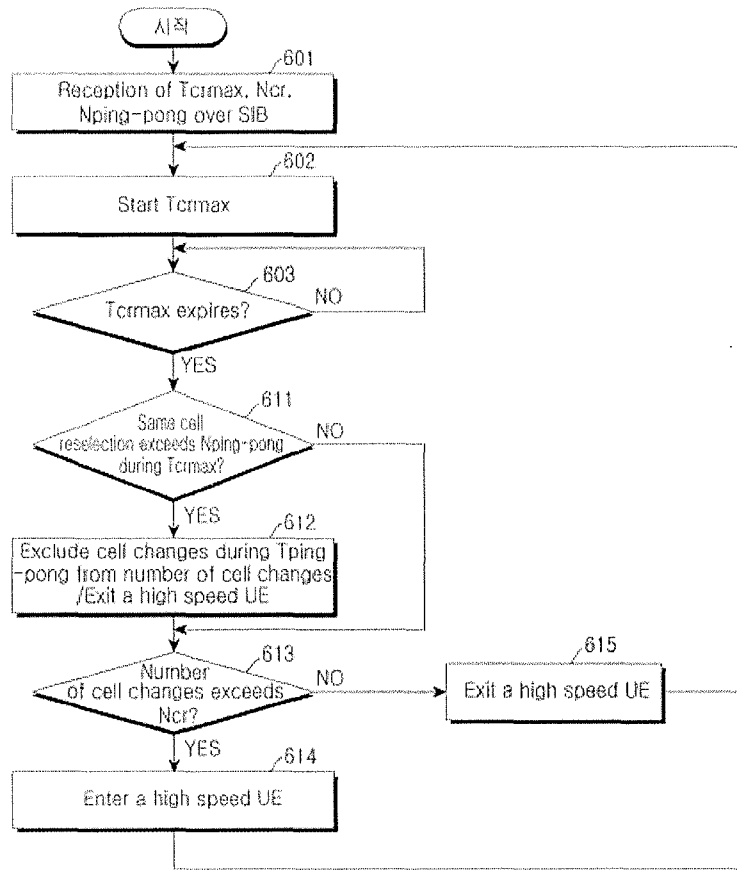 시작
601
Reception of Tcrmax, Ncr,
Nping-pong over SIB
602
Start Tcrmax
603
Tcrmax expires?
NO
YES
611
Same cell
reselection exceeds Nping-pong
during Tcrmax?
NO
YES
612
Exclude cell changes during Tping
-pong from number of cell changes
/Exit a high speed UE
613
Number
of cell changes exceeds
Ncr?
NO
615
Exit a high speed UE
YES
614
Enter a high speed UE